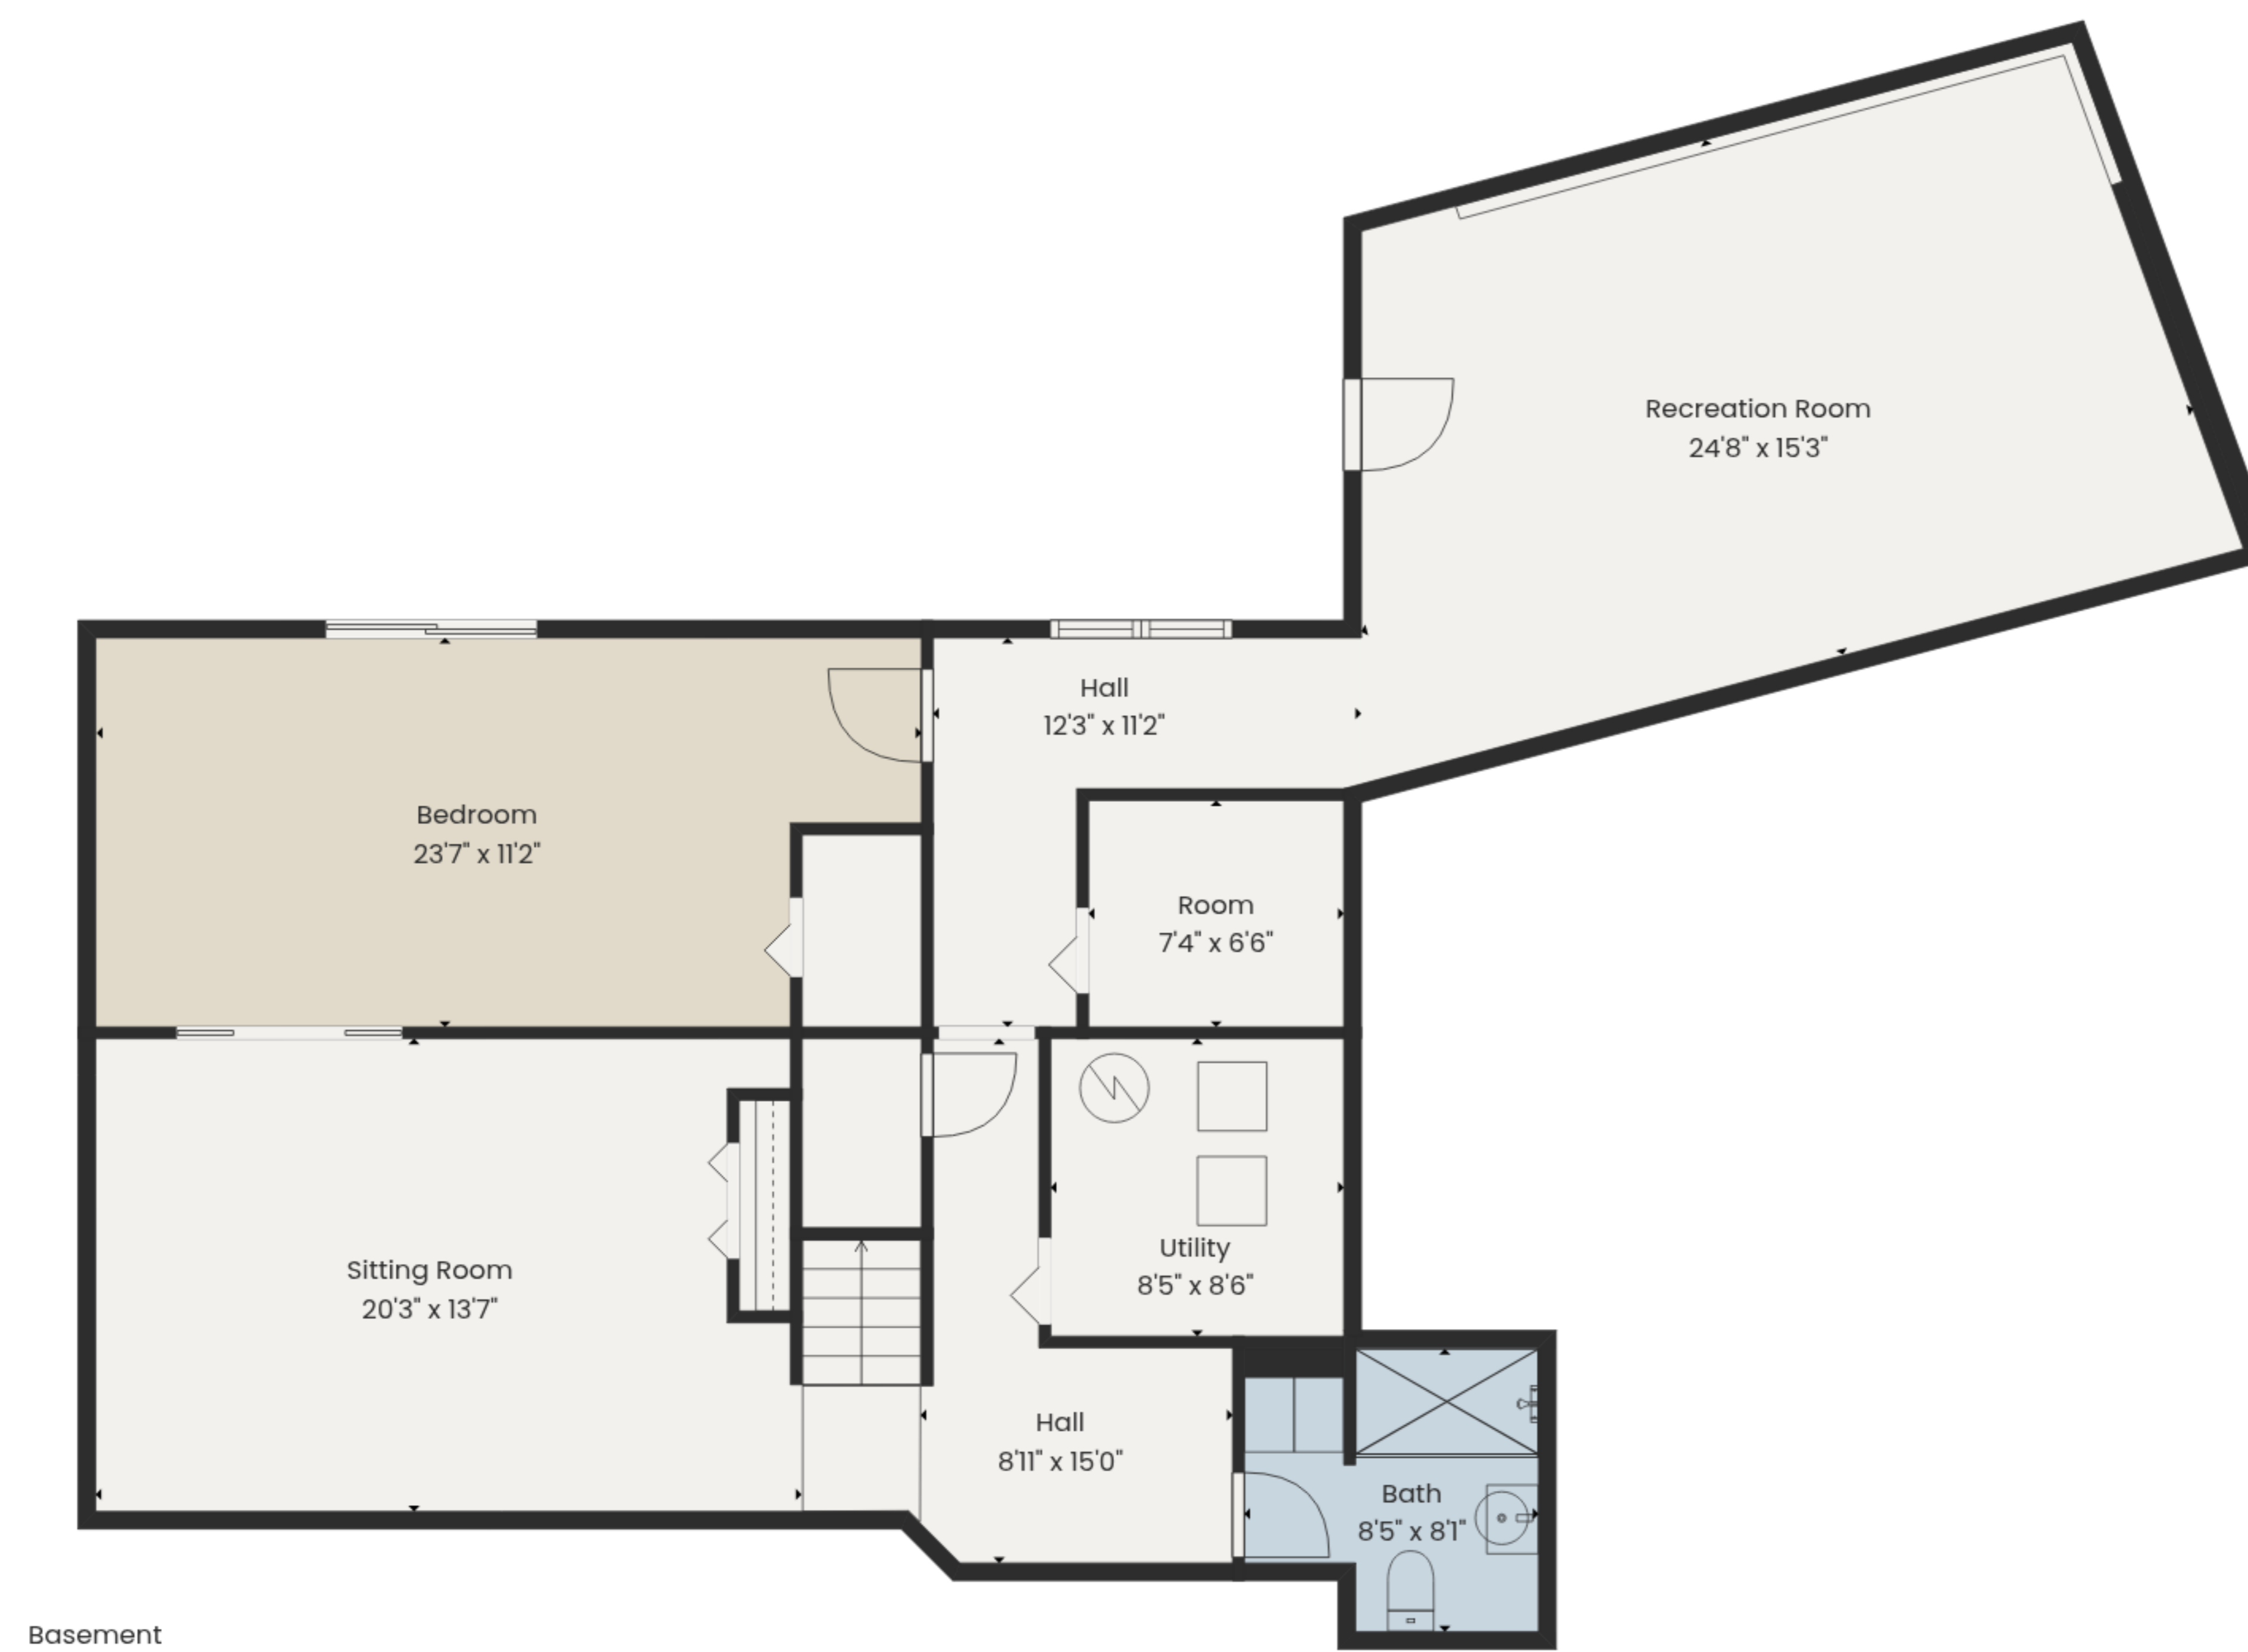 Recreation Room
24'8" x 15'3"
Hall
12'3" x 11'2"
Bedroom
23'7" x 11'2"
Room
7'4" x 6'6"
Utility
8'5" x 8'6"
Sitting Room
20'3" x 13'7"
Hall
8'11" x 15'0"
Bath
8'5" x 8'1"
Basement